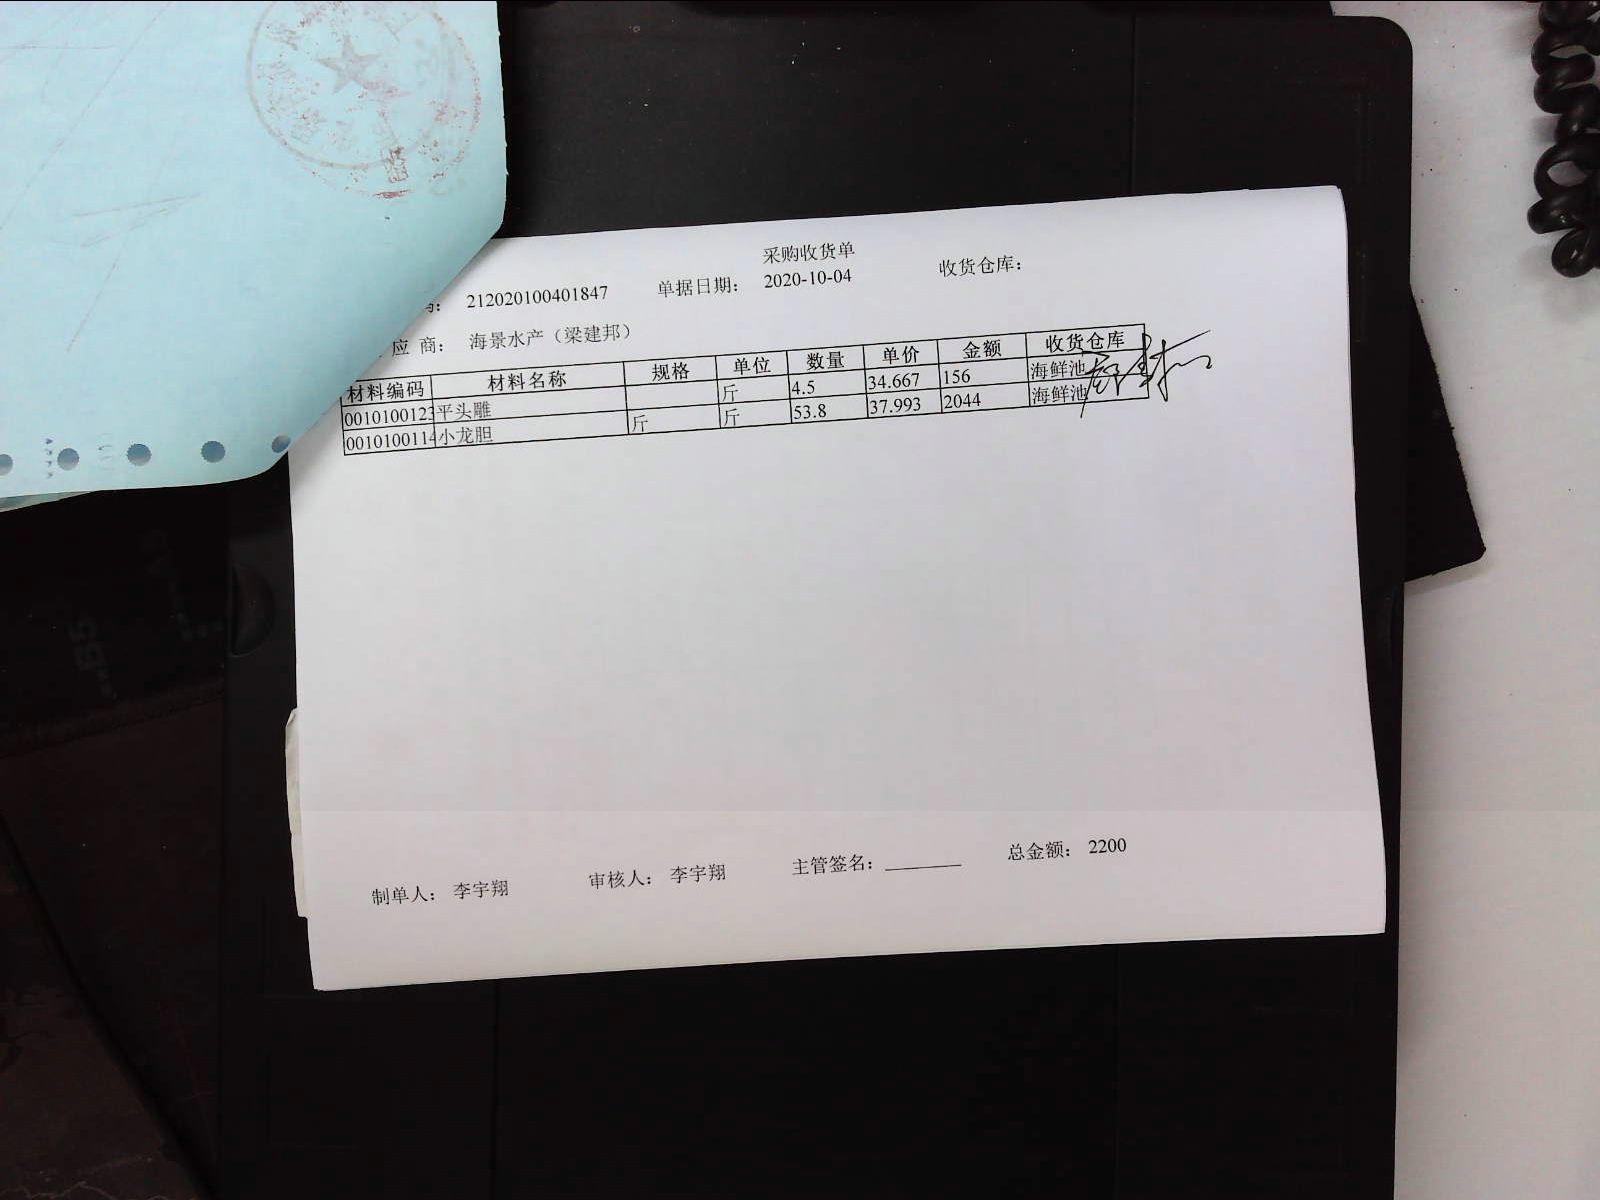 采购收货单
码： 212020100401847 单据日期： 2020-10-04 收货仓库：
应 商： 海景水产（梁建邦）
材料编码 材料名称 规格 单位 数量 单价 金额 收货仓库
0010100123 平头雕 斤 4.5 34.667 156 海鲜池
0010100114 小龙胆 斤 斤 53.8 37.993 2044 海鲜池
制单人： 李宇翔 审核人： 李宇翔 主管签名： 总金额： 2200